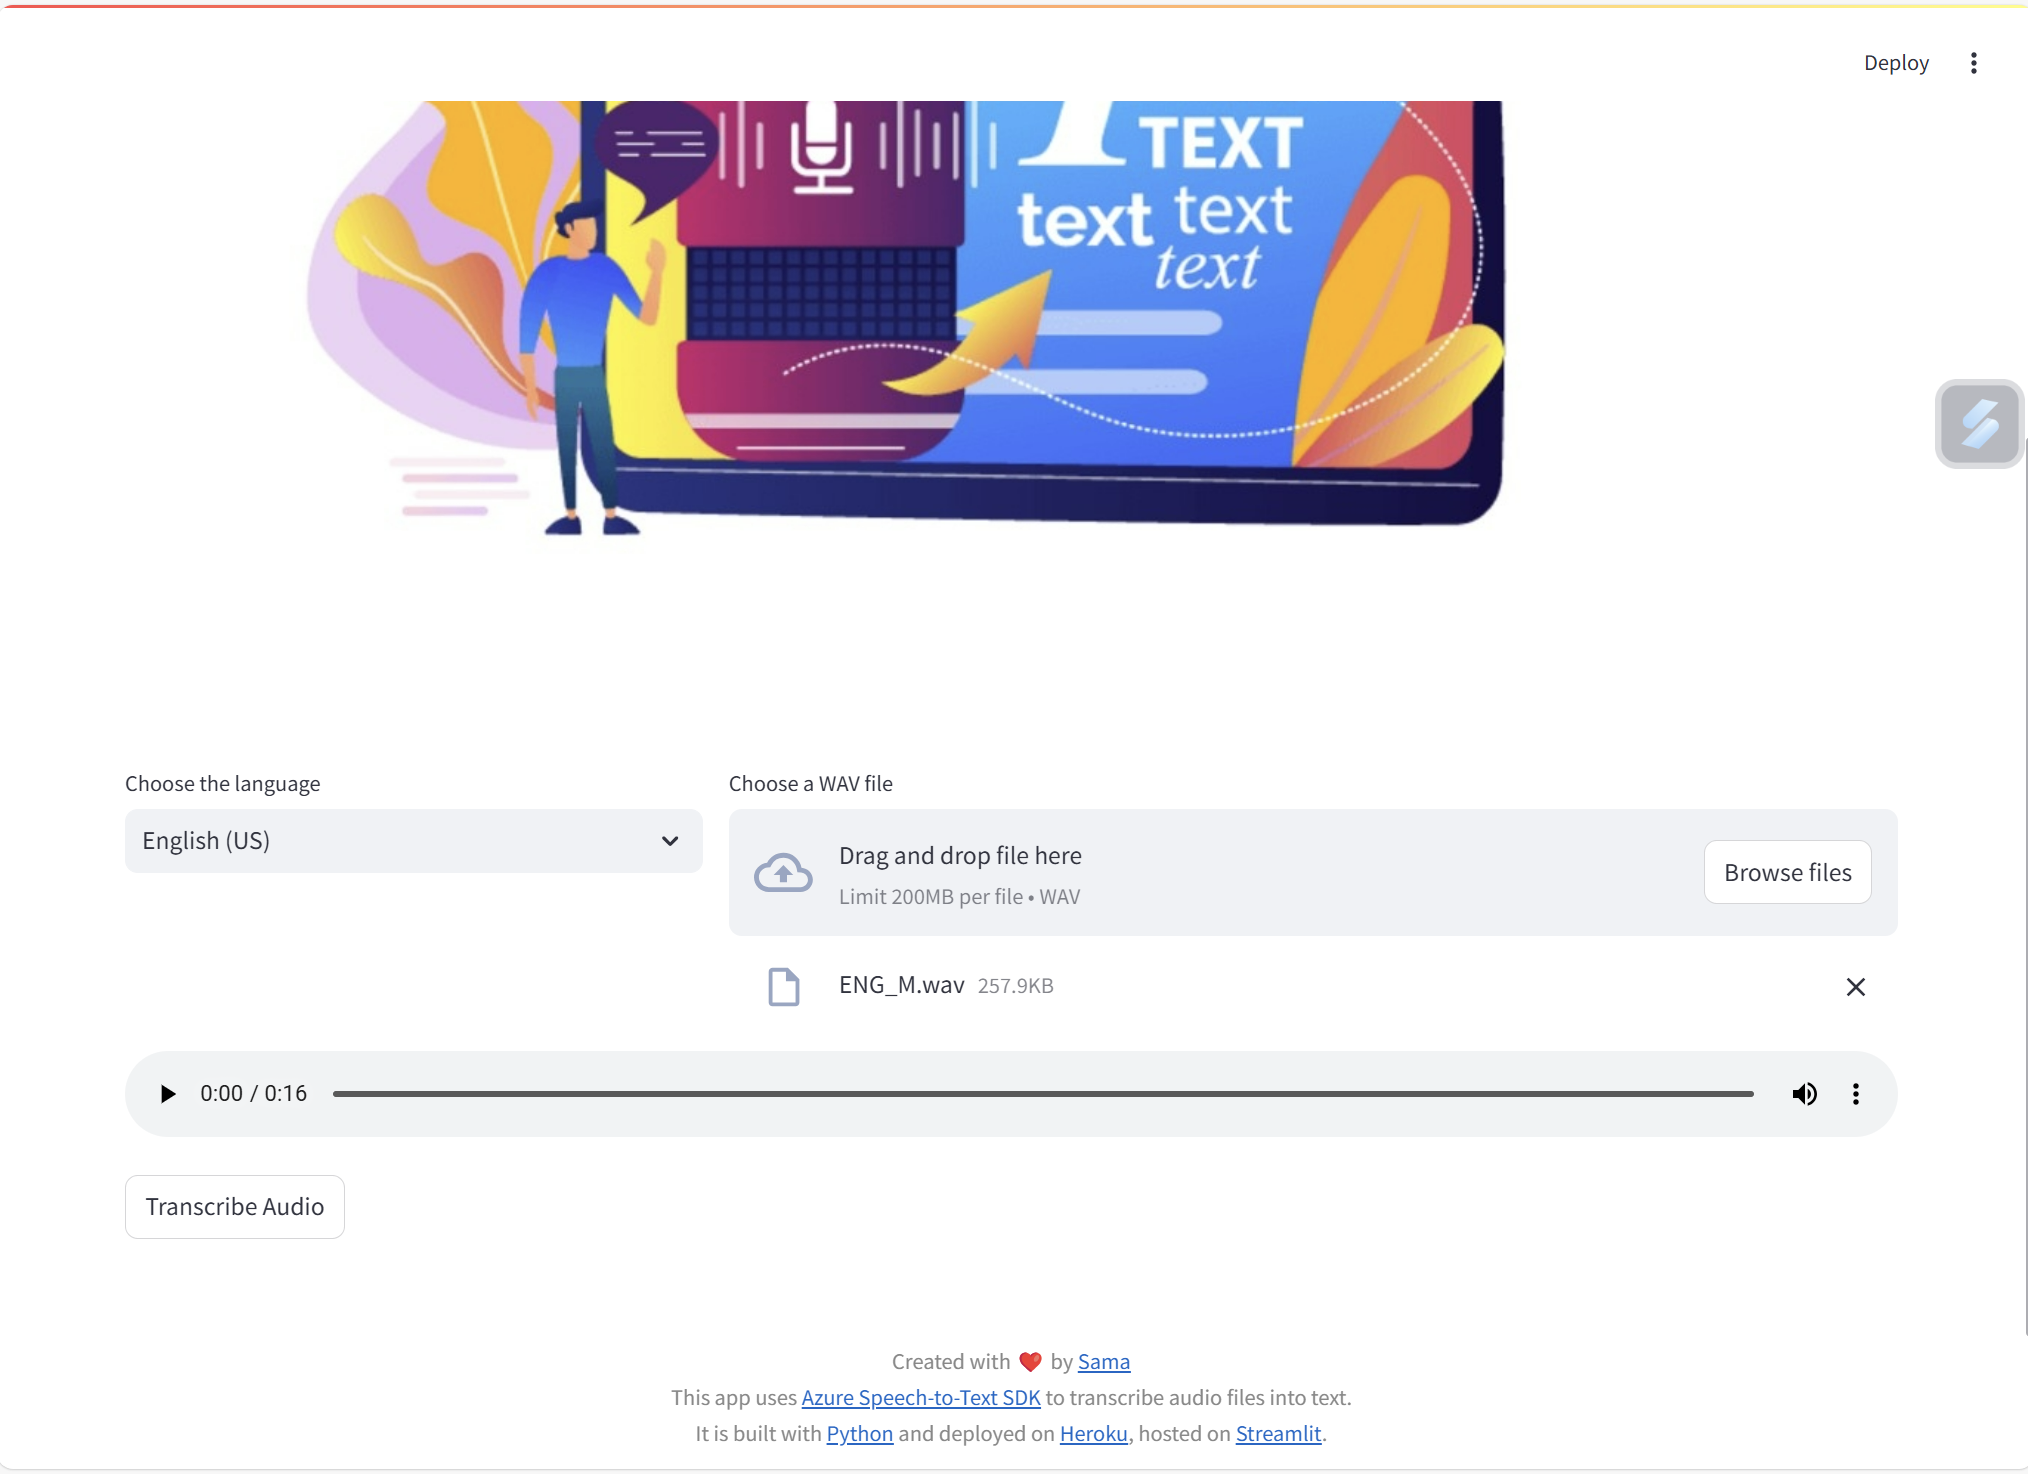 Deploy
TEXT
text text
text
Choose the language
Choose a WAV file
English (US)
Drag and drop file here
Limit 200MB per file • WAV
Browse files
ENG_M.wav 257.9KB
0:00 / 0:16
Transcribe Audio
Created with ❤️ by Sama
This app uses Azure Speech-to-Text SDK to transcribe audio files into text.
It is built with Python and deployed on Heroku, hosted on Streamlit.